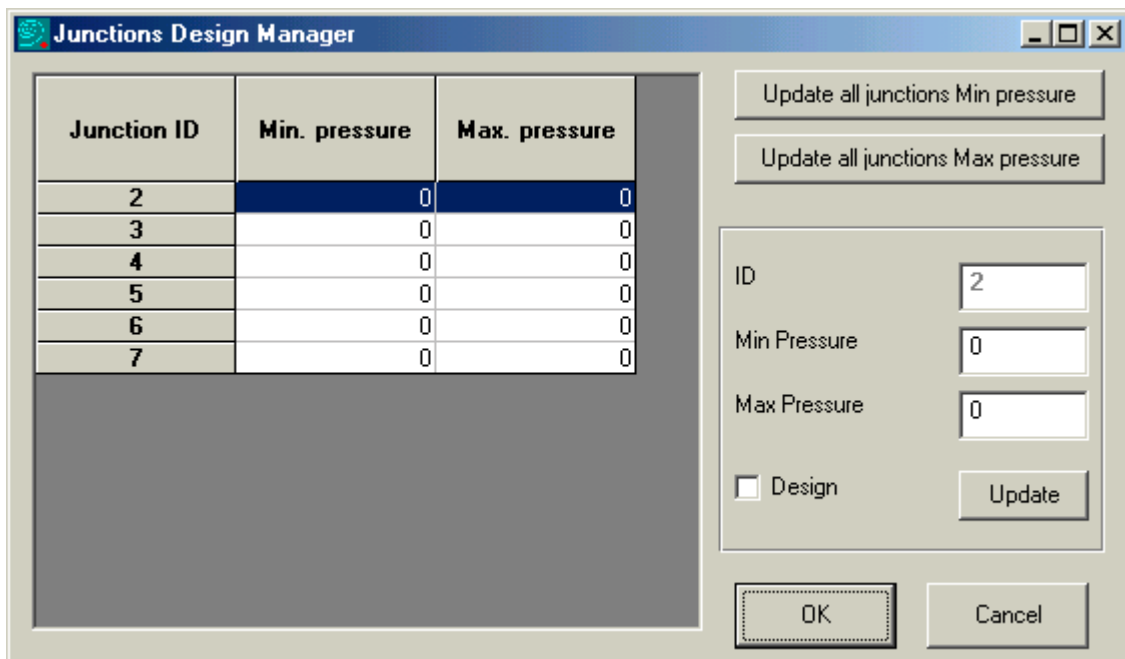 Junctions Design Manager
Junction ID Min. pressure Max. pressure
2 0 0
3 0 0
4 0 0
5 0 0
6 0 0
7 0 0
Update all junctions Min pressure
Update all junctions Max pressure
ID 2
Min Pressure 0
Max Pressure 0
Design Update
OK Cancel